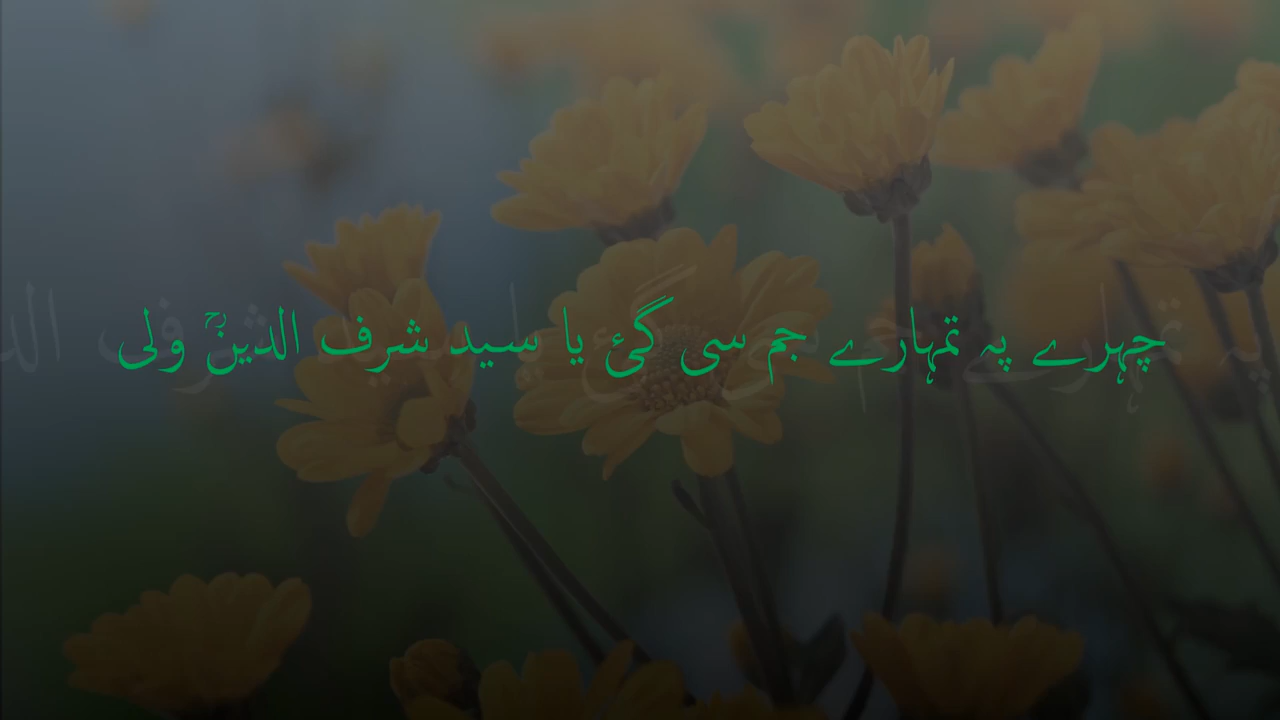 چہرے پہ تمہارے جم سی گئ یا سید شرف الدینؒ ولی